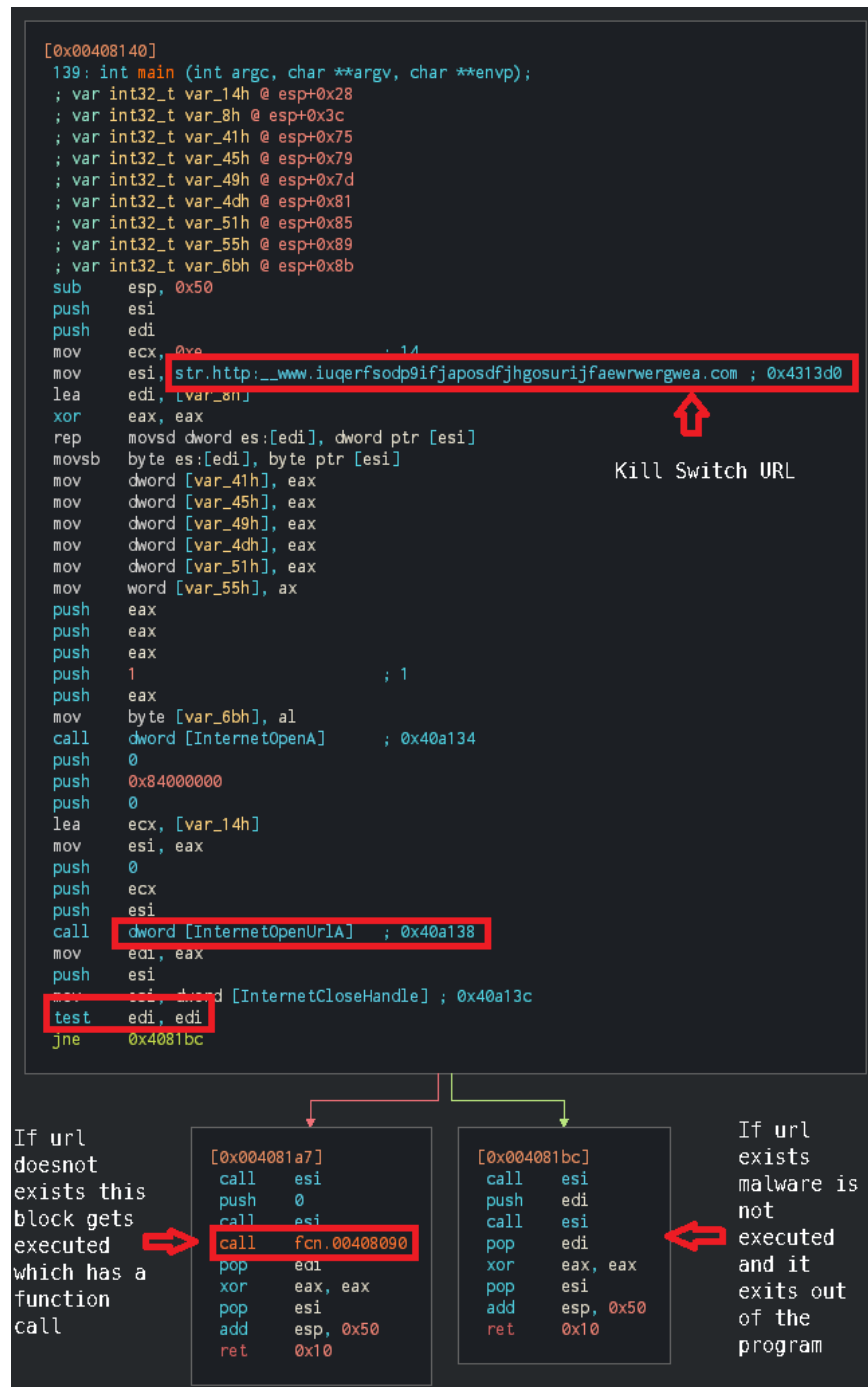 [0x00408140]
139: int main (int argc, char **argv, char **envp);
; var int32_t var_14h @ esp+0x28
; var int32_t var_8h @ esp+0x3c
; var int32_t var_41h @ esp+0x75
; var int32_t var_45h @ esp+0x79
; var int32_t var_49h @ esp+0x7d
; var int32_t var_4dh @ esp+0x81
; var int32_t var_51h @ esp+0x85
; var int32_t var_55h @ esp+0x89
; var int32_t var_6bh @ esp+0x8b
sub esp, 0x50
push esi
push edi
mov ecx, 0xe ; 14
mov esi, str.http:__www.iuqerfsodp9ifjaposdfjhgosurijfaewrwergwea.com ; 0x4313d0
lea edi, [var_8h]
xor eax, eax
rep movsd dword es:[edi], dword ptr [esi]
movsb byte es:[edi], byte ptr [esi]
Kill Switch URL
mov dword [var_41h], eax
mov dword [var_45h], eax
mov dword [var_49h], eax
mov dword [var_4dh], eax
mov dword [var_51h], eax
mov word [var_55h], ax
push eax
push eax
push eax
push 1 ; 1
push eax
mov byte [var_6bh], al
call dword [InternetOpenA] ; 0x40a134
push 0
push 0x84000000
push 0
lea ecx, [var_14h]
mov esi, eax
push 0
push ecx
push esi
call dword [InternetOpenUrlA] ; 0x40a138
mov edi, eax
push esi
mov esi, dword [InternetCloseHandle] ; 0x40a13c
test edi, edi
jne 0x4081bc
If url
doesnot
exists this
block gets
executed
which has a
function
call
[0x004081a7]
call esi
push 0
call esi
call fcn.00408090
pop edi
xor eax, eax
pop esi
add esp, 0x50
ret 0x10
[0x004081bc]
call esi
push edi
call esi
pop edi
xor eax, eax
pop esi
add esp, 0x50
ret 0x10
If url
exists
malware is
not
executed
and it
exits out
of the
program